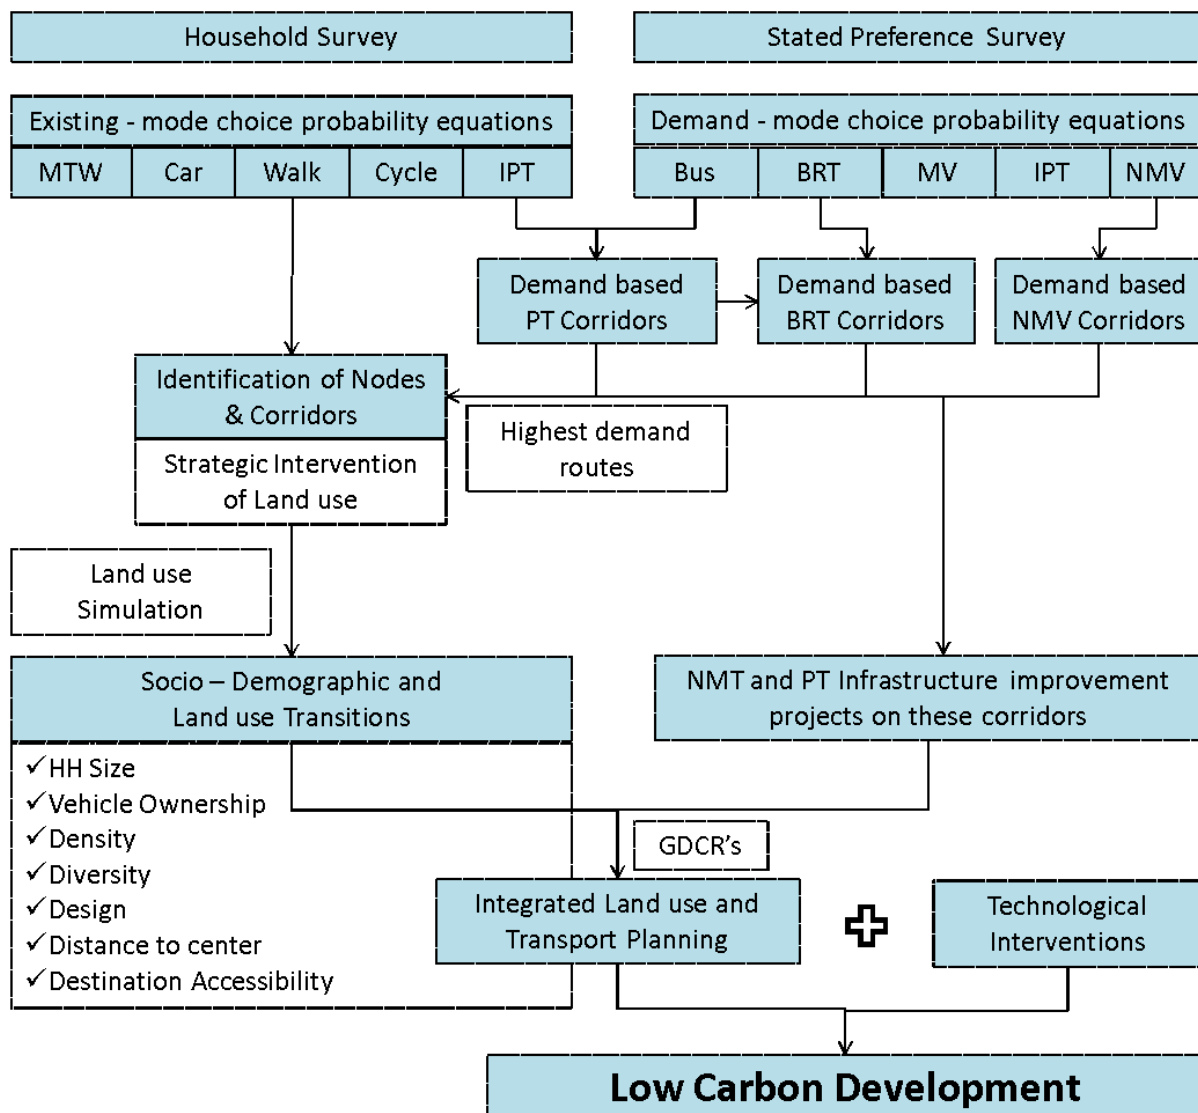 Household Survey
Stated Preference Survey
Existing - mode choice probability equations
MTW
Car
Walk
Cycle
IPT
Demand - mode choice probability equations
Bus
BRT
MV
IPT
NMV
Demand based
PT Corridors
Demand based
BRT Corridors
Demand based
NMV Corridors
Identification of Nodes
& Corridors
Strategic Intervention
of Land use
Highest demand
routes
Land use
Simulation
Socio – Demographic and
Land use Transitions
✓HH Size
✓Vehicle Ownership
✓Density
✓Diversity
✓Design
✓Distance to center
✓Destination Accessibility
NMT and PT Infrastructure improvement
projects on these corridors
GDCR's
Integrated Land use and
Transport Planning
Technological
Interventions
Low Carbon Development